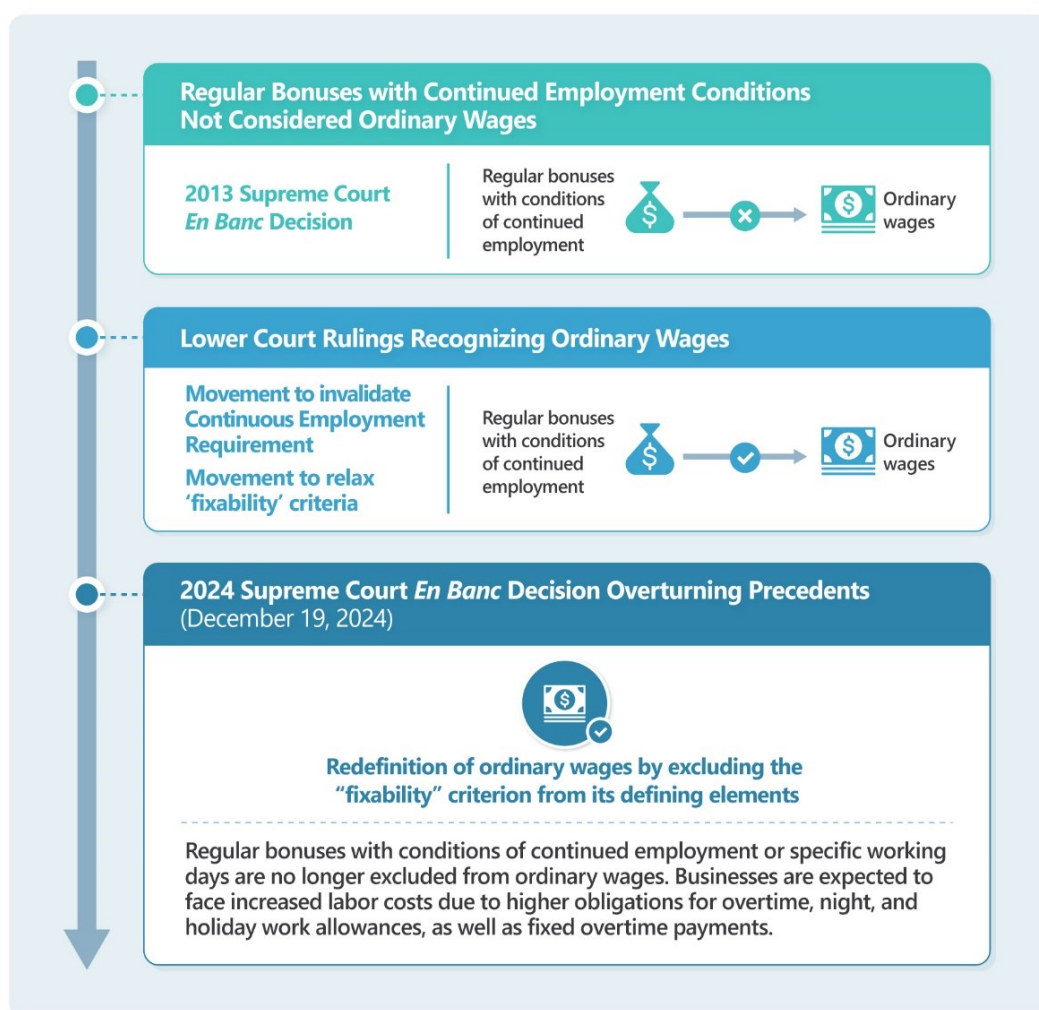 Regular Bonuses with Continued Employment Conditions
Not Considered Ordinary Wages
2013 Supreme Court
En Banc Decision
Regular bonuses
with conditions
of continued
employment
$
$
Ordinary
wages
Lower Court Rulings Recognizing Ordinary Wages
Movement to invalidate
Continuous Employment
Requirement
Movement to relax
‘fixability’ criteria
Regular bonuses
with conditions
of continued
employment
$
$
Ordinary
wages
2024 Supreme Court En Banc Decision Overturning Precedents
(December 19, 2024)
$
Redefinition of ordinary wages by excluding the
“fixability” criterion from its defining elements
Regular bonuses with conditions of continued employment or specific working
days are no longer excluded from ordinary wages. Businesses are expected to
face increased labor costs due to higher obligations for overtime, night, and
holiday work allowances, as well as fixed overtime payments.